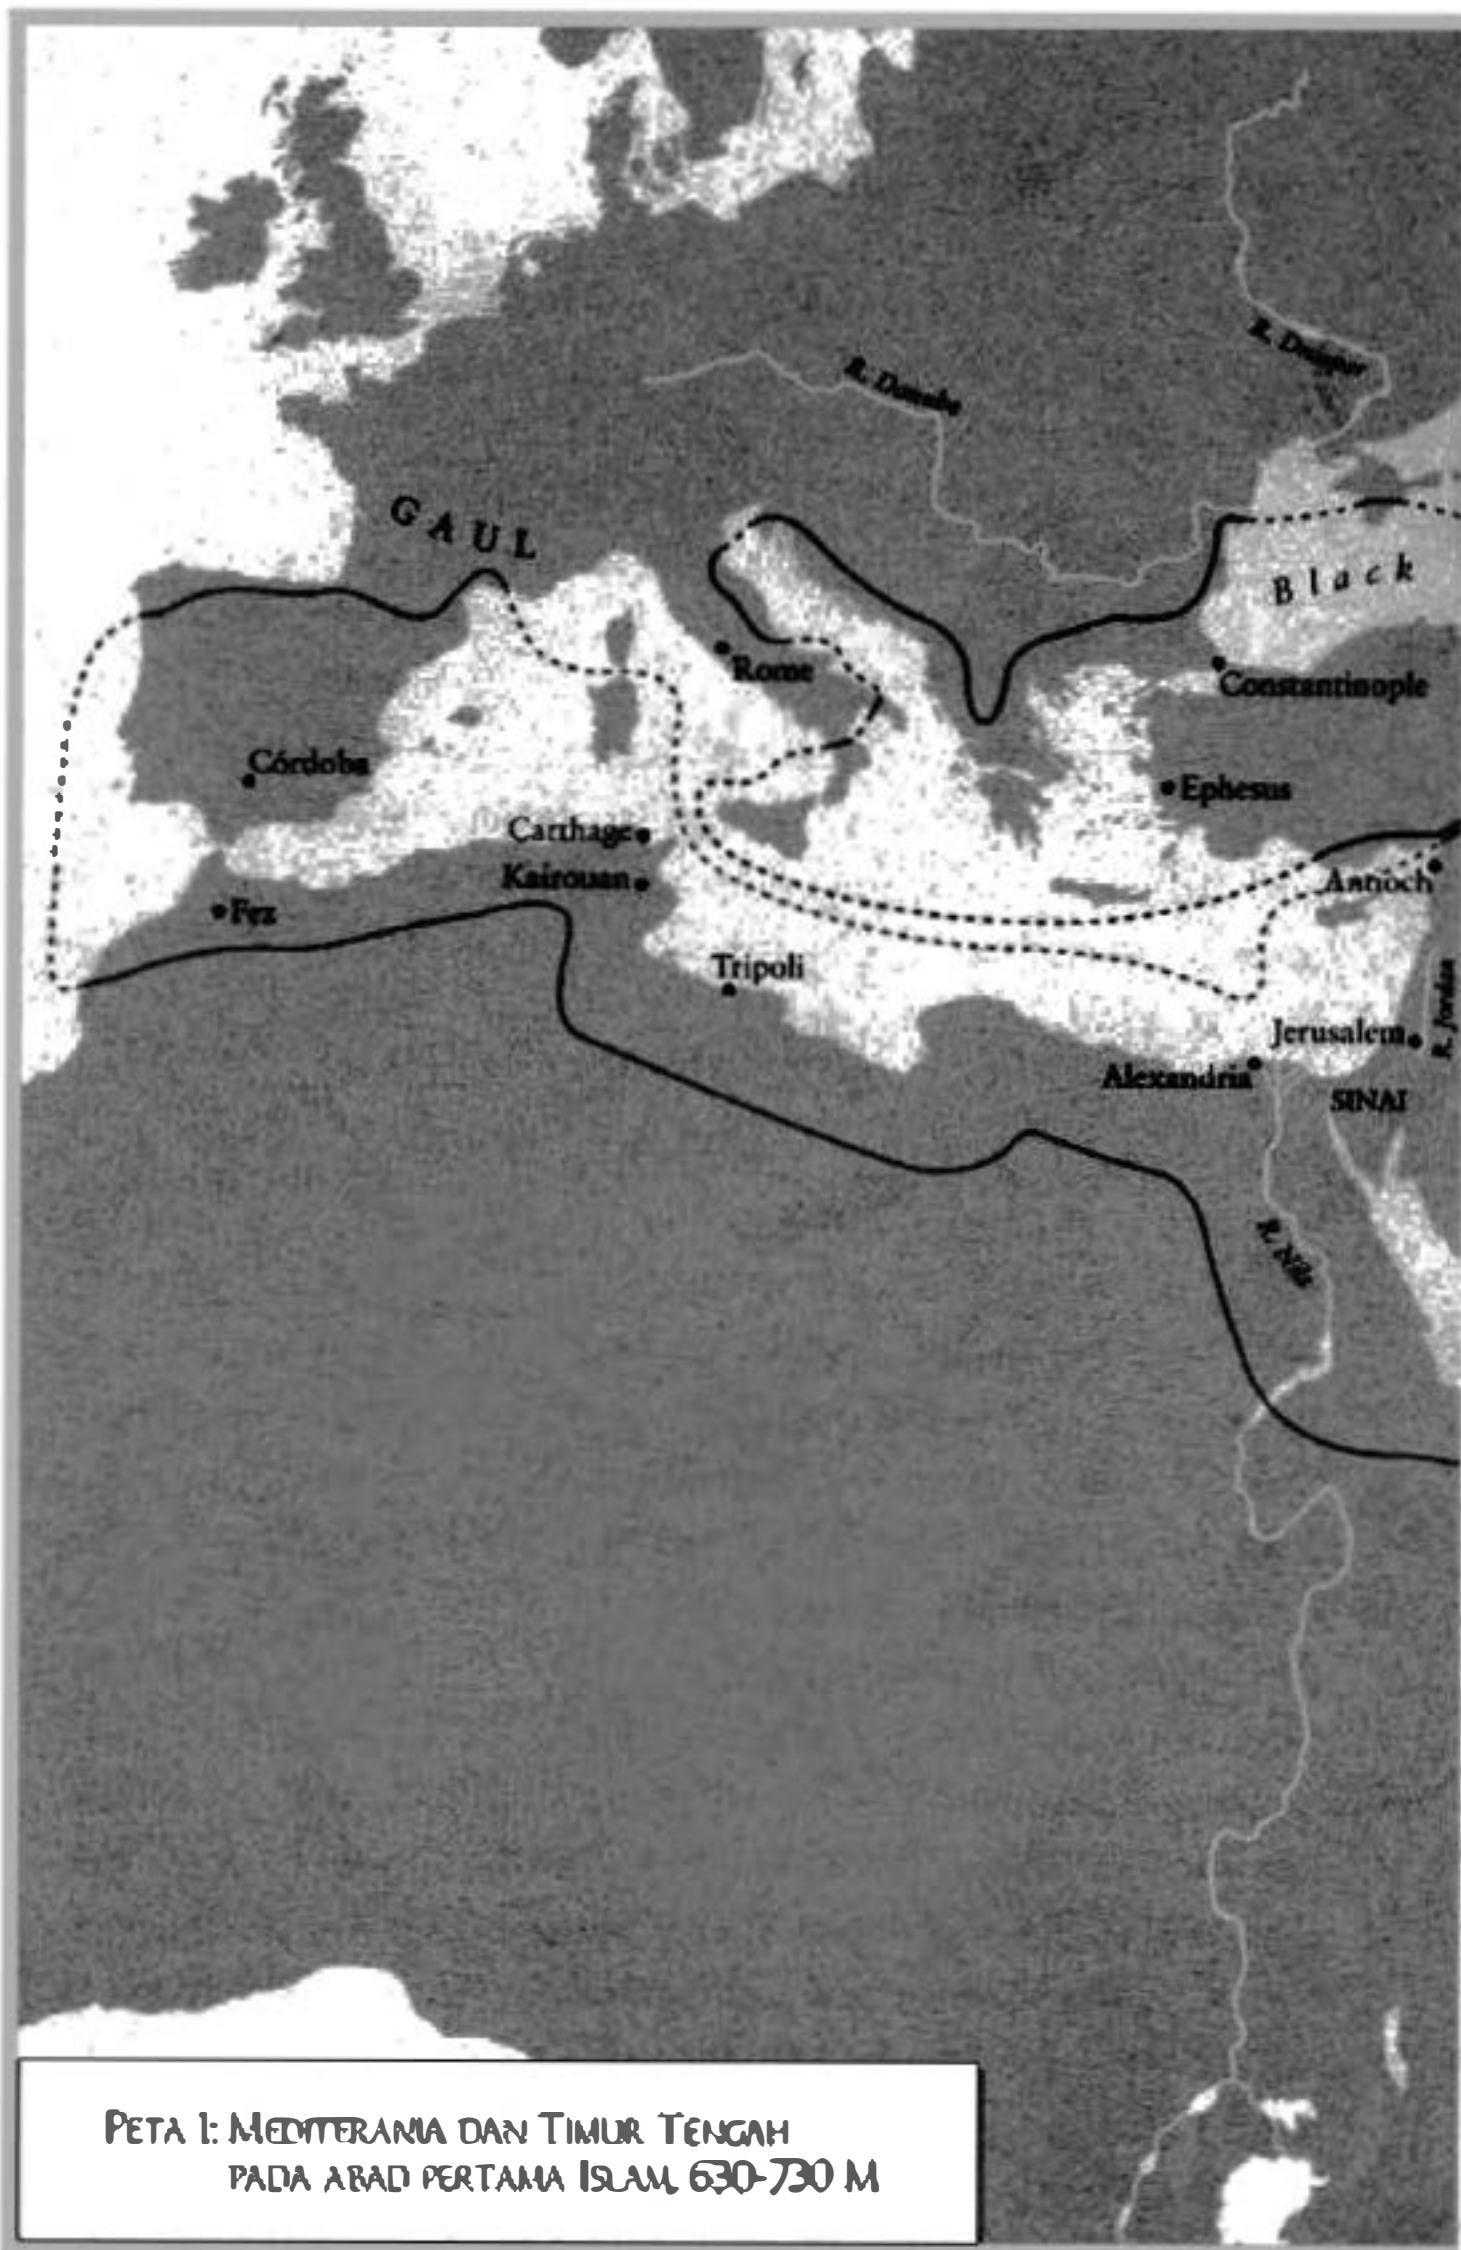 R. Danube
GAUL
Black
Rome
Constantinople
Córdoba
Ephesus
Carthage
Kairouan
Antioch
Fez
Tripoli
R. Jordan
Jerusalem
Alexandria
SINAI
R. Nile
PETA 1: MEDITERANIA DAN TIMUR TENGAH
PADA ABAD PERTAMA ISLAM, 630-730 M